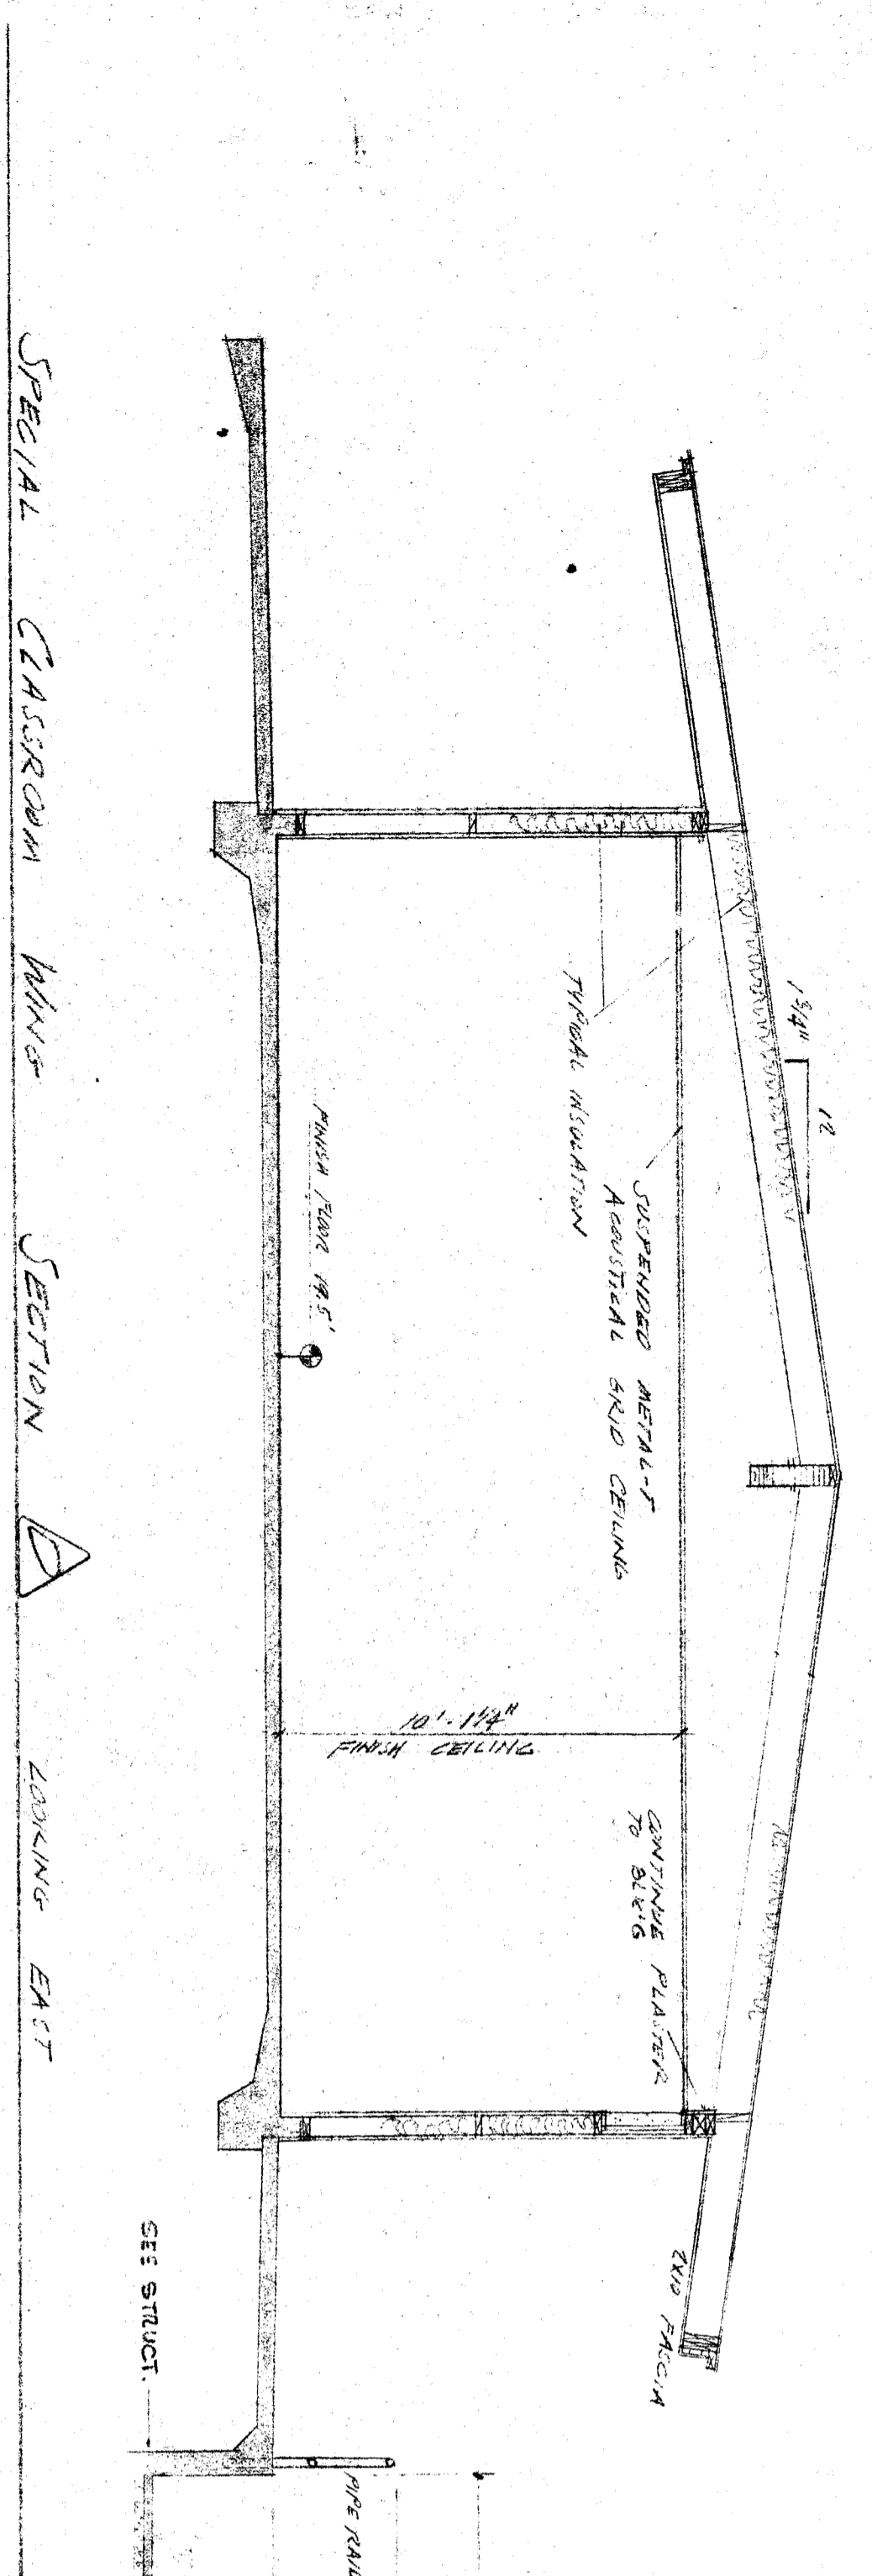 1 3/4"
12
TYPICAL INSULATION
SUSPENDED METAL-T
ACOUSTICAL GRID CEILING
FINISH FLOOR 19.5'
10'-1 1/4"
FINISH CEILING
CONTINUE PLASTER
TO BLK'G
2X10 FASCIA
SEE STRUCT.
PIPE RAIL
SPECIAL CLASSROOM WING SECTION D LOOKING EAST